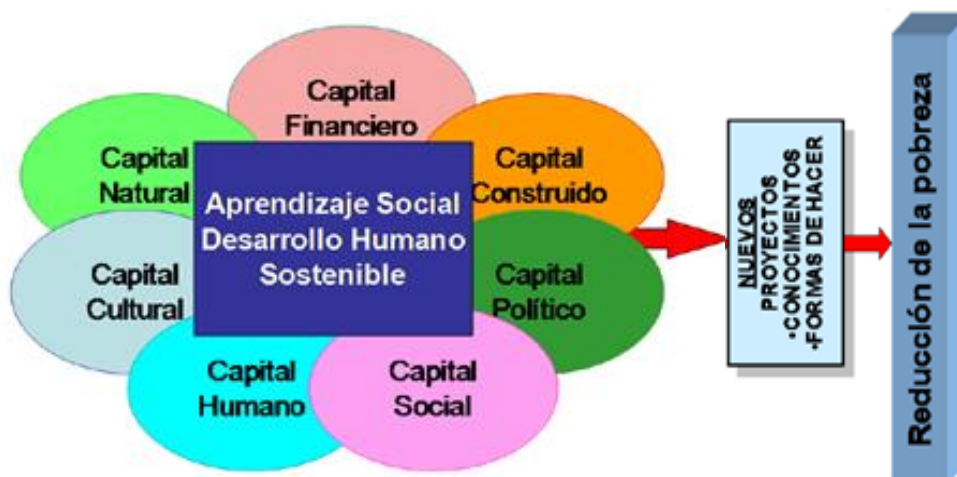 Capital
Financiero
Capital
Natural
Capital
Construido
Aprendizaje Social
Desarrollo Humano
Sostenible
Capital
Cultural
Capital
Político
Capital
Humano
Capital
Social
NUEVOS
PROYECTOS
•CONOCIMIENTOS
•FORMAS DE HACER
Reducción de la pobreza